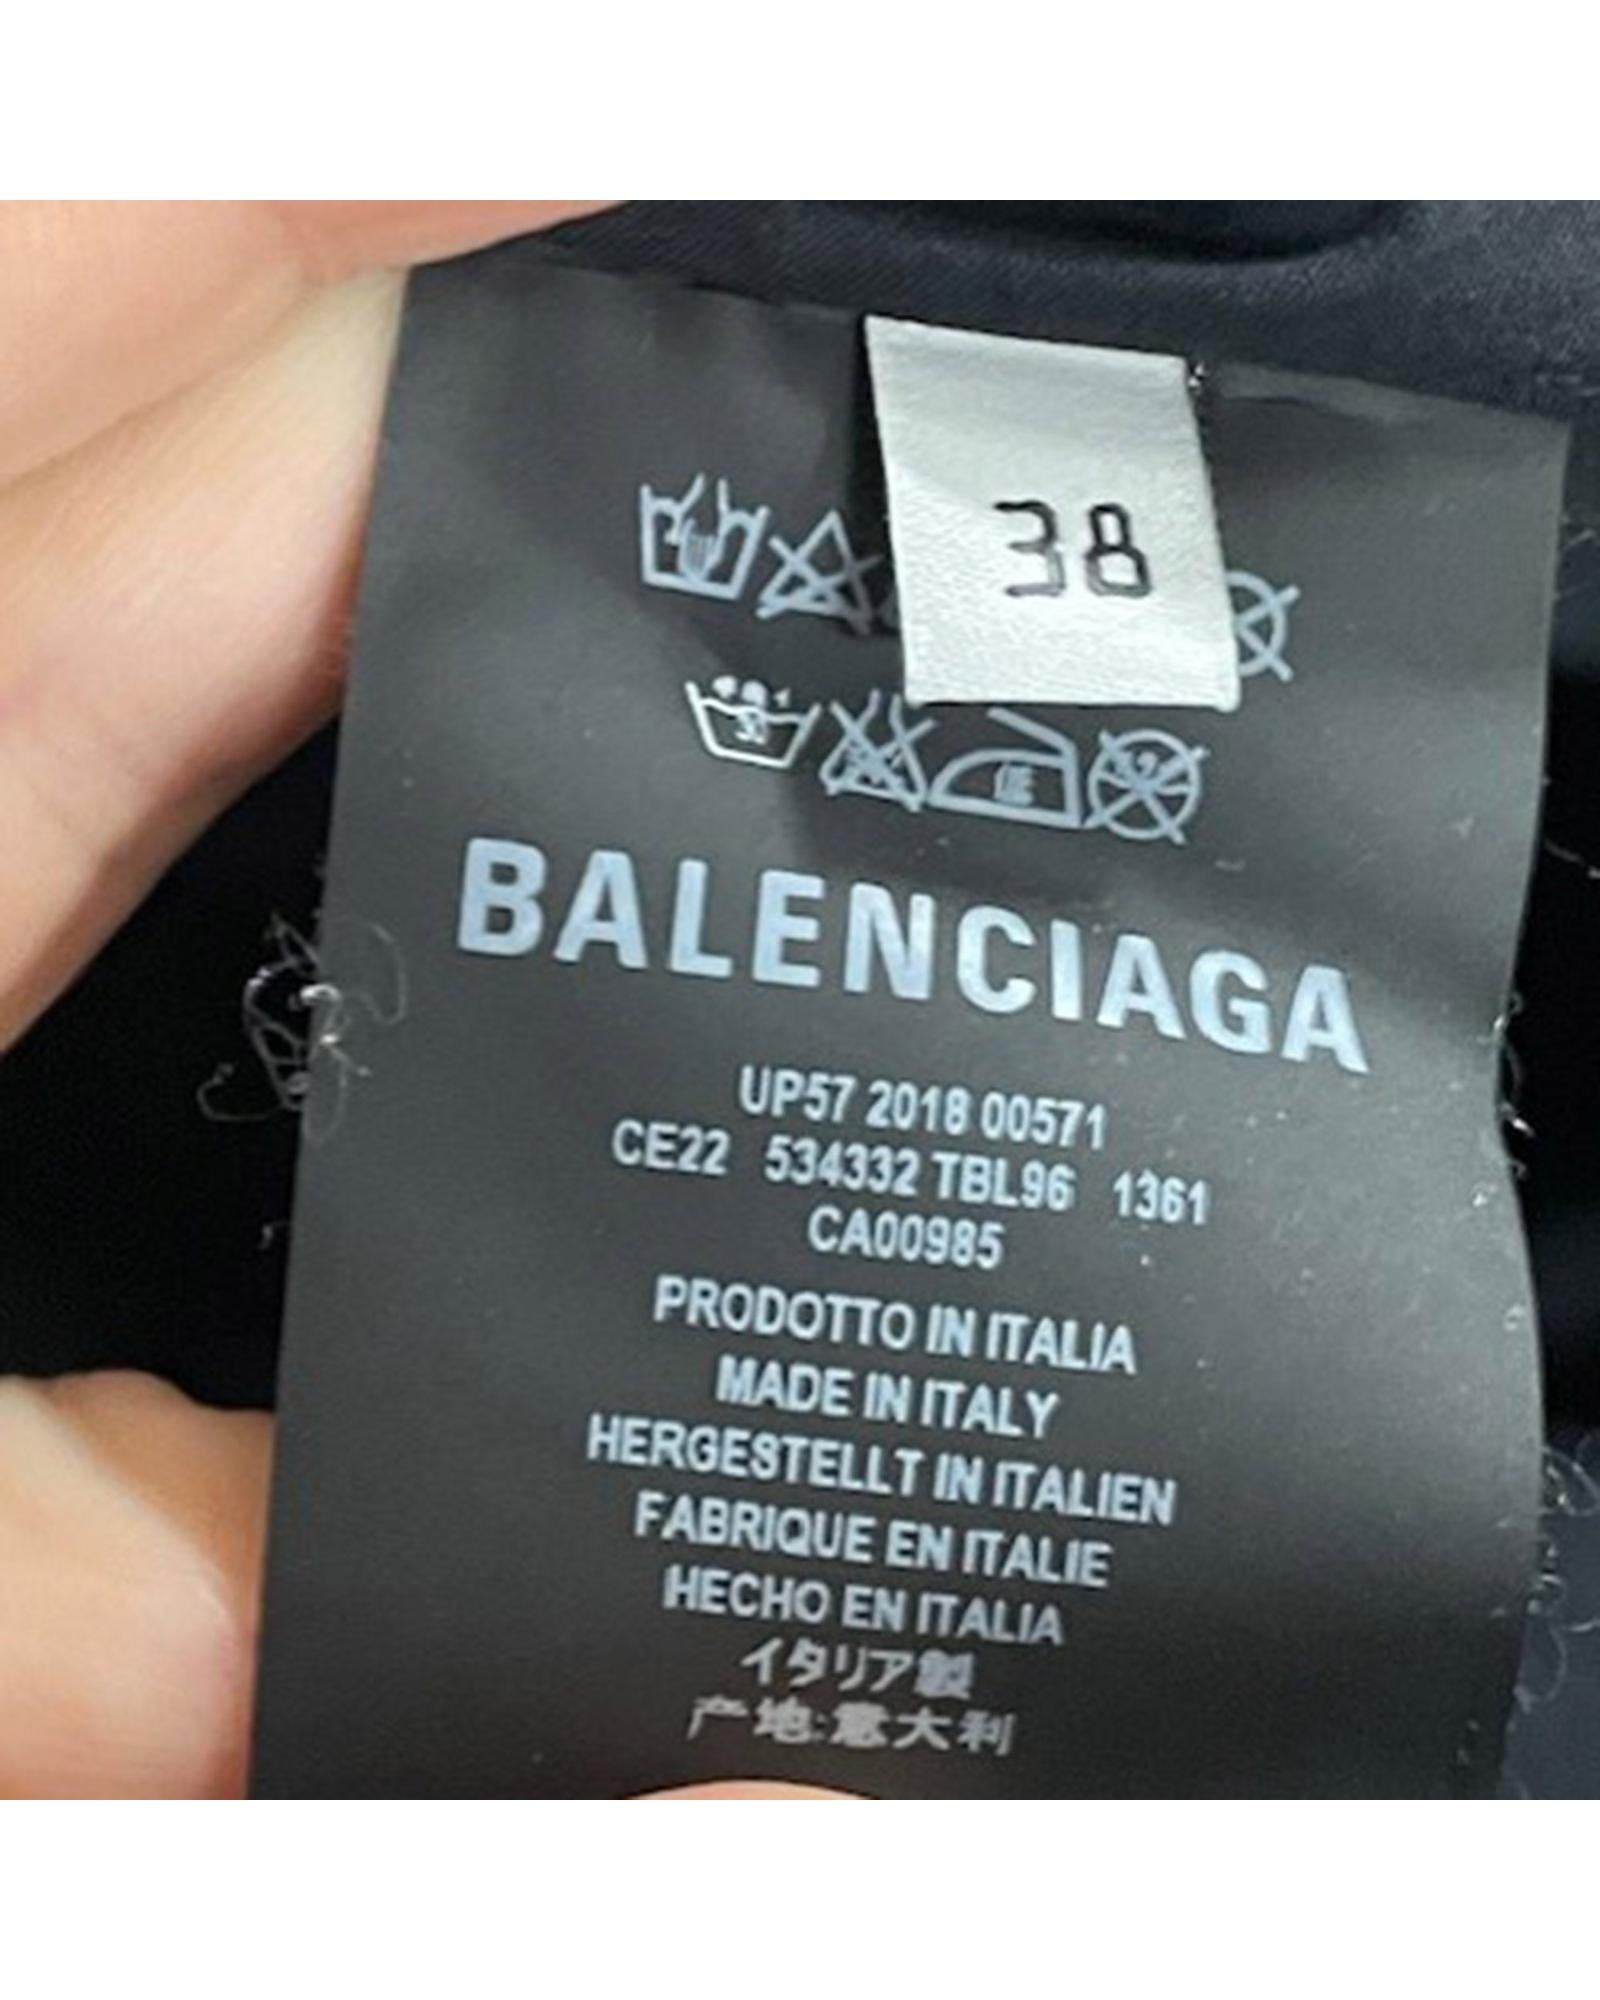 38
BALENCIAGA
UP57 2018 00571
CE22 534332 TBL96 1361
CA00985
PRODOTTO IN ITALIA
MADE IN ITALY
HERGESTELLT IN ITALIEN
FABRIQUE EN ITALIE
HECHO EN ITALIA
イタリア製
产地:意大利